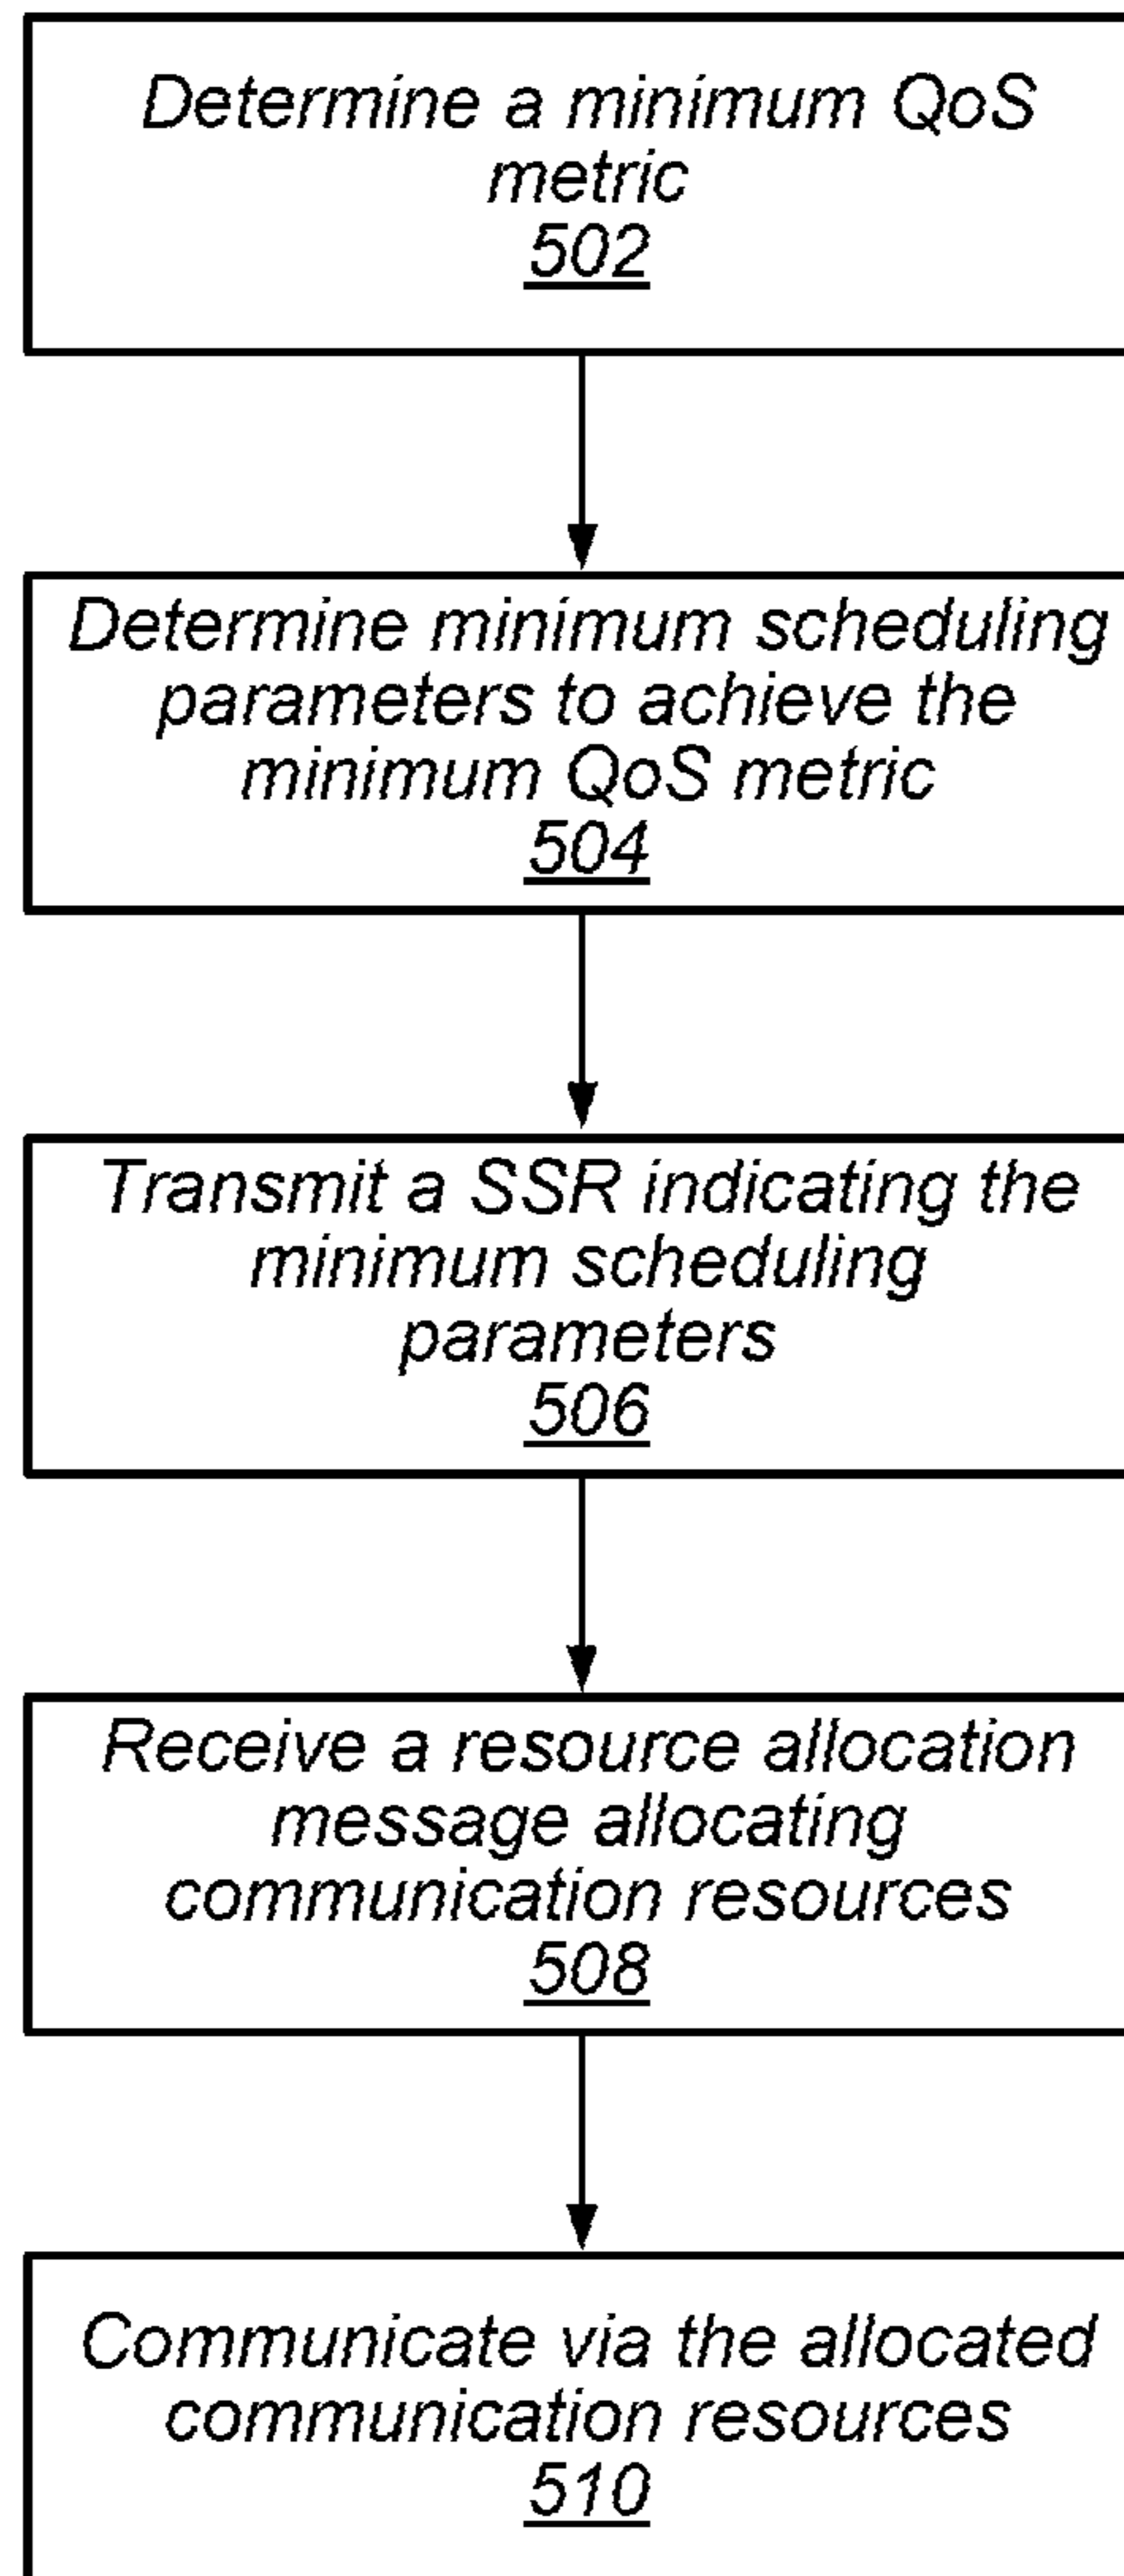 Determine a minimum QoS
metric
502
Determine minimum scheduling
parameters to achieve the
minimum QoS metric
504
Transmit a SSR indicating the
minimum scheduling
parameters
506
Receive a resource allocation
message allocating
communication resources
508
Communicate via the allocated
communication resources
510